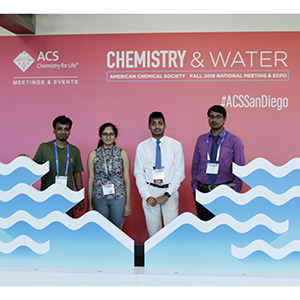 ACS
Chemistry for Life®
MEETINGS & EVENTS
CHEMISTRY & WATER
AMERICAN CHEMICAL SOCIETY FALL 2019 NATIONAL MEETING & EXPO
#ACSSanDiego